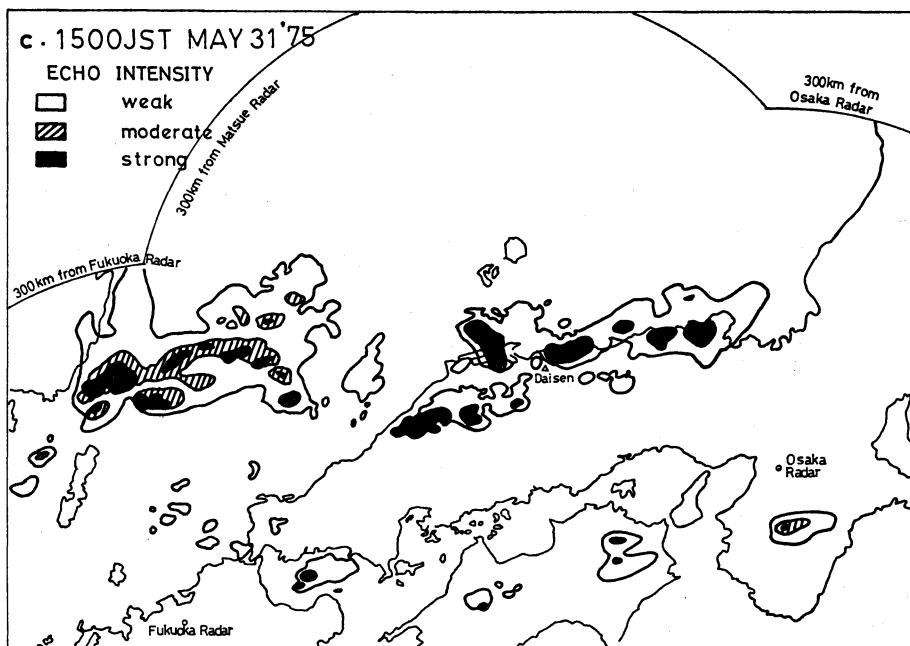 c. 1500JST MAY 31'75
ECHO INTENSITY
weak
moderate
strong
300km from Matsue Radar
300km from
Osaka Radar
300km from Fukuoka Radar
Daisen
Osaka
Radar
Fukuoka Radar